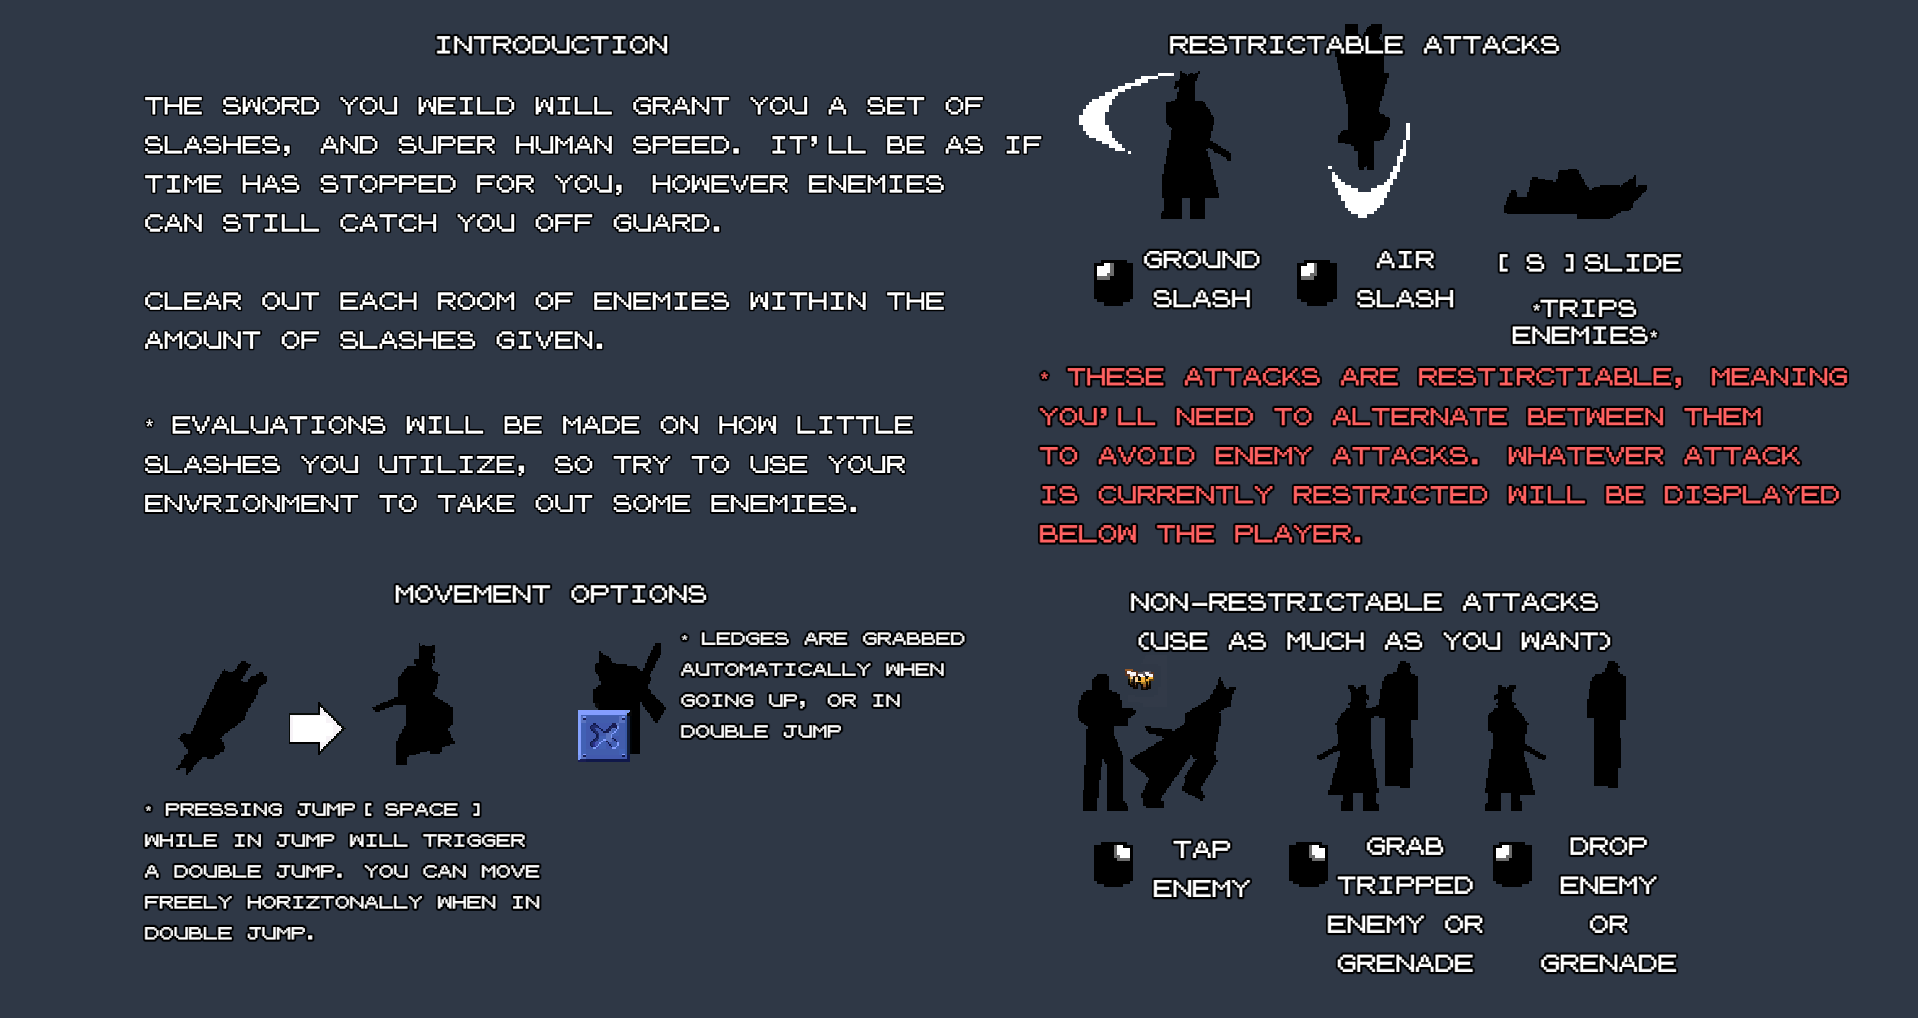 INTRODUCTION
THE SWORD YOU WEILD WILL GRANT YOU A SET OF
SLASHES, AND SUPER HUMAN SPEED. IT'LL BE AS IF
TIME HAS STOPPED FOR YOU, HOWEVER ENEMIES
CAN STILL CATCH YOU OFF GUARD.
CLEAR OUT EACH ROOM OF ENEMIES WITHIN THE
AMOUNT OF SLASHES GIVEN.
* EVALUATIONS WILL BE MADE ON HOW LITTLE
SLASHES YOU UTILIZE, SO TRY TO USE YOUR
ENVRIONMENT TO TAKE OUT SOME ENEMIES.
MOVEMENT OPTIONS
* LEDGES ARE GRABBED
AUTOMATICALLY WHEN
GOING UP, OR IN
DOUBLE JUMP
* PRESSING JUMP [ SPACE ]
WHILE IN JUMP WILL TRIGGER
A DOUBLE JUMP. YOU CAN MOVE
FREELY HORIZTONALLY WHEN IN
DOUBLE JUMP.
RESTRICTABLE ATTACKS
GROUND
SLASH
AIR
SLASH
[ S ] SLIDE
*TRIPS
ENEMIES*
* THESE ATTACKS ARE RESTIRCTIABLE, MEANING
YOU'LL NEED TO ALTERNATE BETWEEN THEM
TO AVOID ENEMY ATTACKS. WHATEVER ATTACK
IS CURRENTLY RESTRICTED WILL BE DISPLAYED
BELOW THE PLAYER.
NON-RESTRICTABLE ATTACKS
(USE AS MUCH AS YOU WANT)
TAP
ENEMY
GRAB
TRIPPED
ENEMY OR
GRENADE
DROP
ENEMY
OR
GRENADE